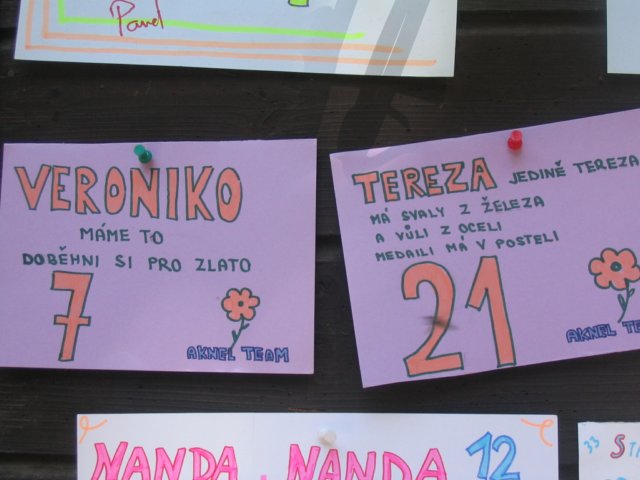 Pavel
VERONIKO
MÁME TO
DOBĚHNI SI PRO ZLATO
7
AKNEL TEAM
TEREZA JEDINĚ TEREZA
MÁ SVALY Z ŽELEZA
A VŮLI Z OCELI
MEDAILI MÁ V POSTELI
21
AKNEL TE
NANDA . NANDA 12
33